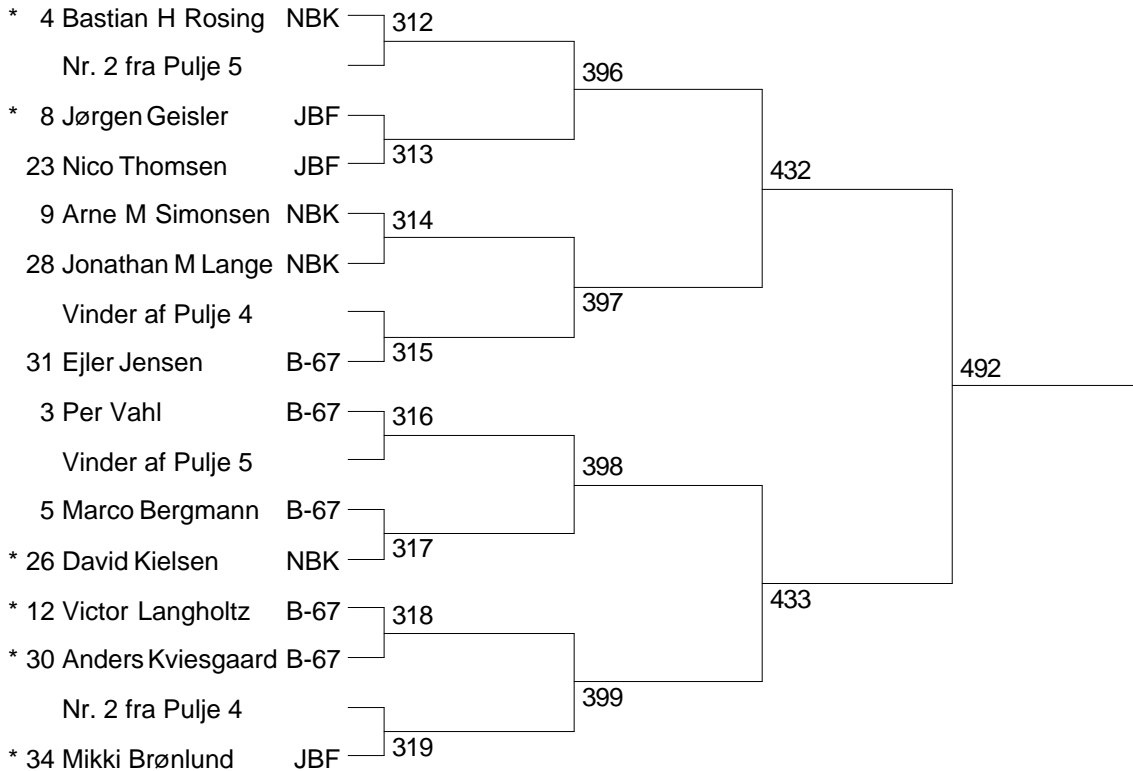 * 4 Bastian H Rosing NBK 312
Nr. 2 fra Pulje 5 396
* 8 Jørgen Geisler JBF
23 Nico Thomsen JBF 313 432
9 Arne M Simonsen NBK 314
28 Jonathan M Lange NBK
Vinder af Pulje 4 397
31 Ejler Jensen B-67 315 492
3 Per Vahl B-67 316
Vinder af Pulje 5 398
5 Marco Bergmann B-67
* 26 David Kielsen NBK 317
* 12 Victor Langholtz B-67 318 433
* 30 Anders Kviesgaard B-67
Nr. 2 fra Pulje 4 399
* 34 Mikki Brønlund JBF 319